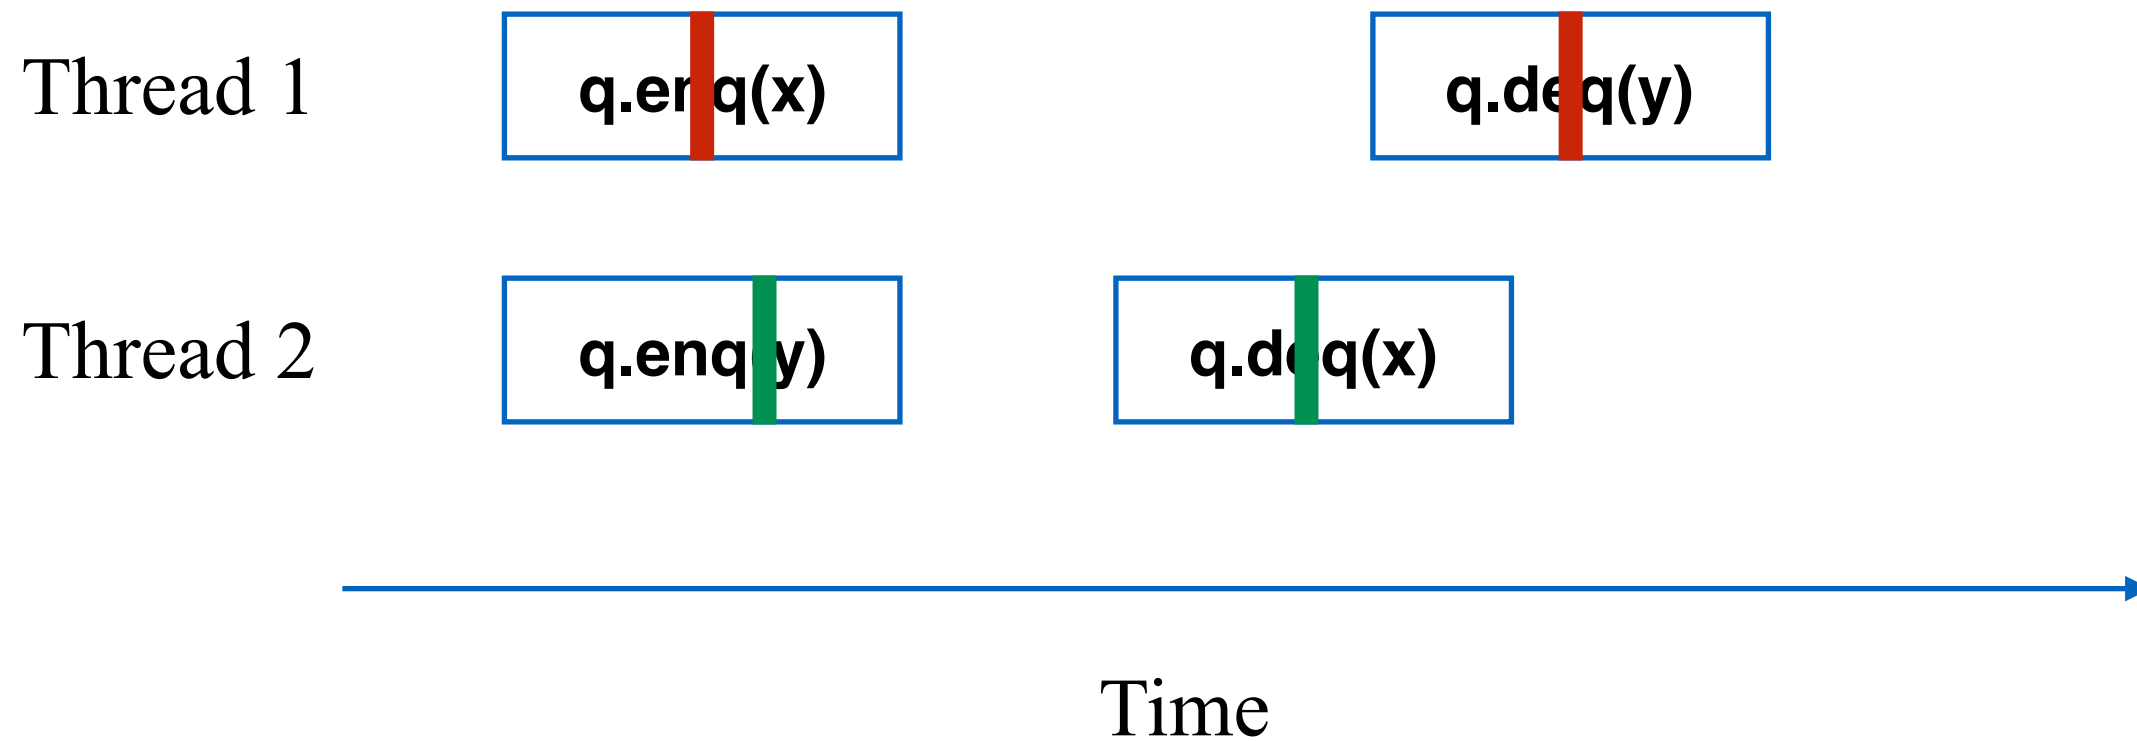 Thread 1 q.enq(x) q.deq(y)
Thread 2 q.enq(y) q.deq(x)
Time